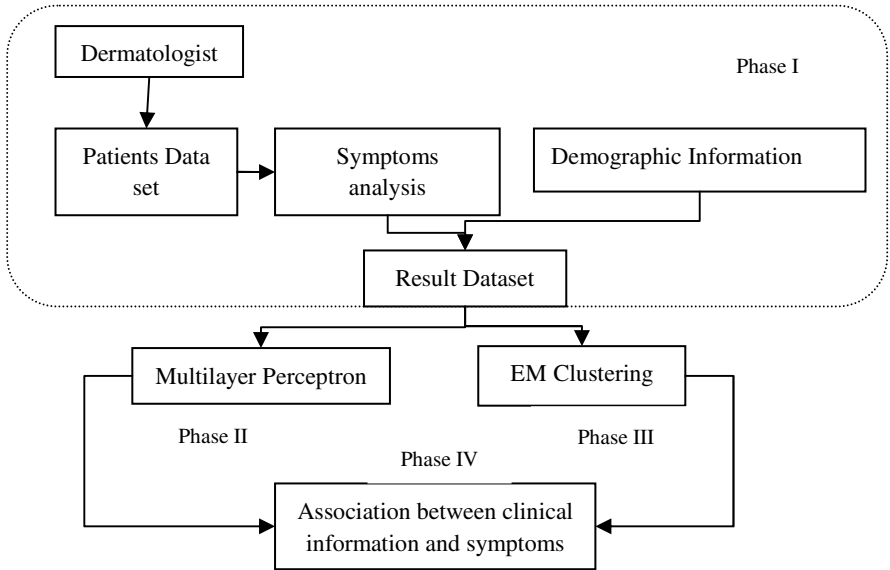 Dermatologist
Phase I
Patients Data
set
Symptoms
analysis
Demographic Information
Result Dataset
Multilayer Perceptron
EM Clustering
Phase II
Phase III
Phase IV
Association between clinical
information and symptoms